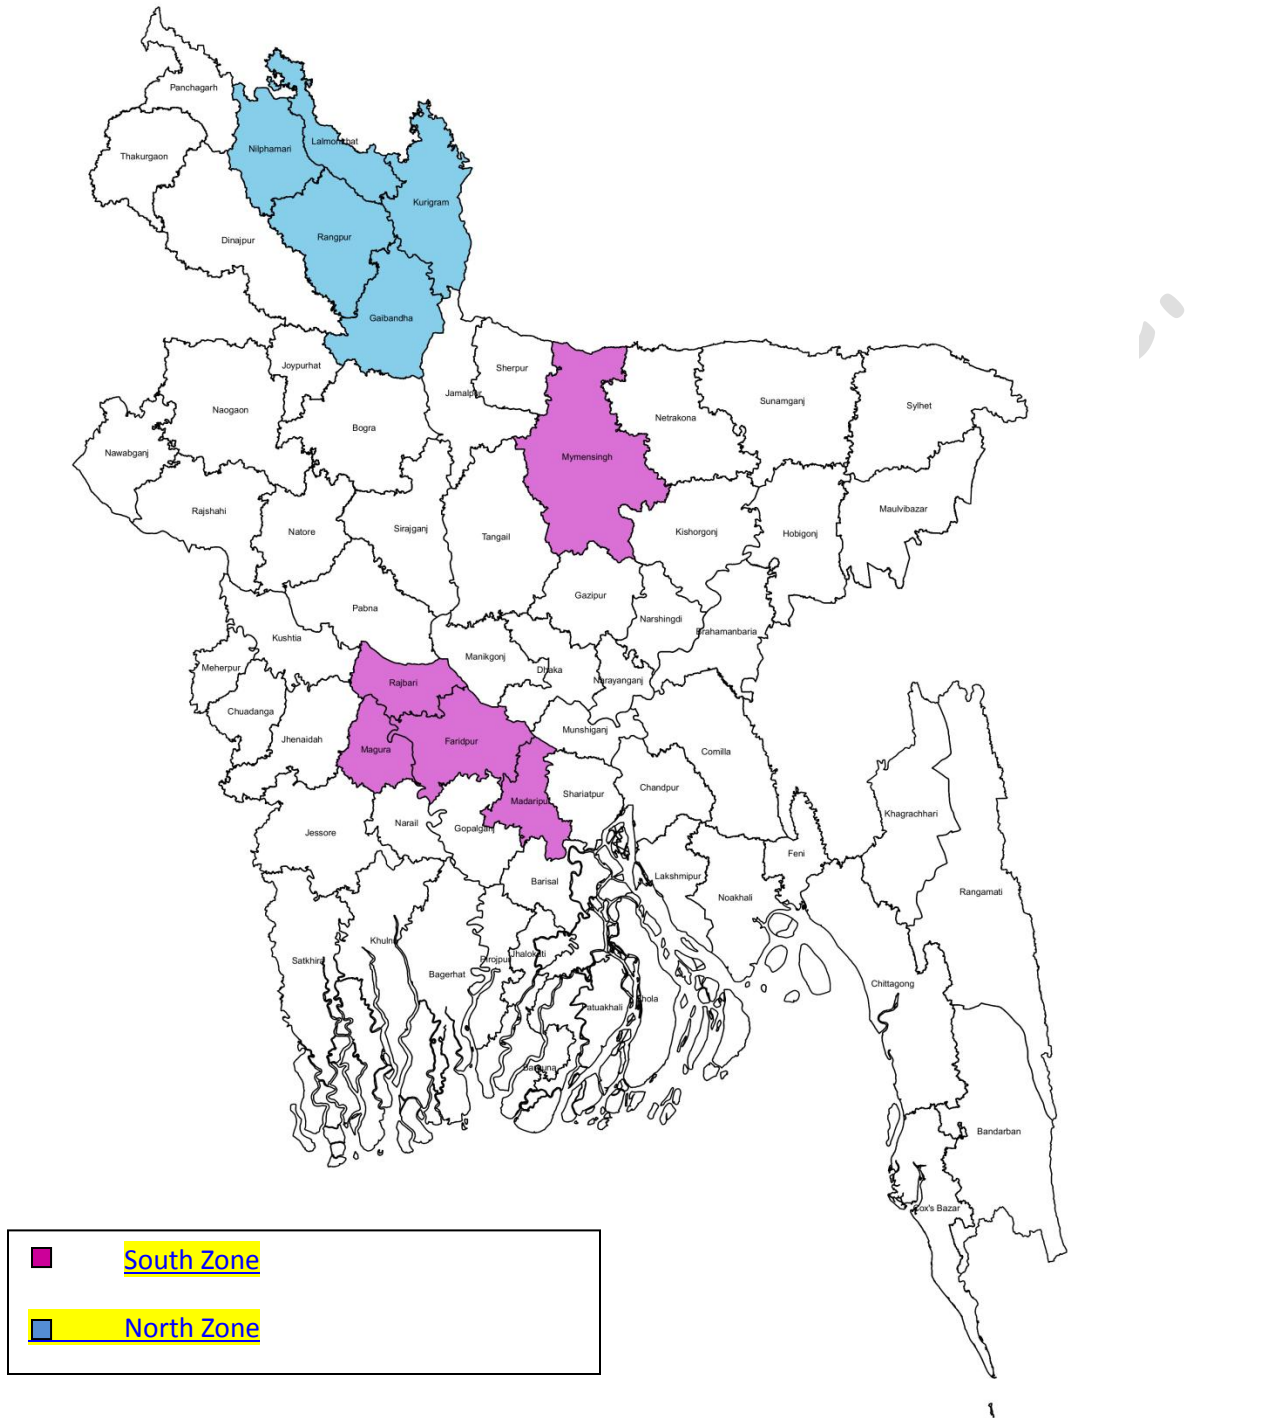 Panchagarh
Thakurgaon
Nilphamari
Lalmonirhat
Kurigram
Dinajpur
Rangpur
Gaibandha
Joypurhat
Sherpur
Jamalpur
Naogaon
Bogra
Mymensingh
Netrakona
Sunamganj
Sylhet
Nawabganj
Rajshahi
Natore
Sirajganj
Tangail
Kishorgonj
Hobigonj
Maulvibazar
Gazipur
Pabna
Narshingdi
Brahamanbaria
Kushtia
Meherpur
Rajbari
Manikgonj
Dhaka
Narayanganj
Chuadanga
Jhenaidah
Magura
Faridpur
Munshiganj
Comilla
Madaripur
Shariatpur
Chandpur
Jessore
Narail
Gopalganj
Khagrachhari
Feni
Barisal
Lakshmipur
Noakhali
Rangamati
Satkhira
Khulna
Bagerhat
Pirojpur
Jhalokati
Patuakhali
Bhola
Chittagong
Barguna
Bandarban
Cox's Bazar
South Zone
North Zone